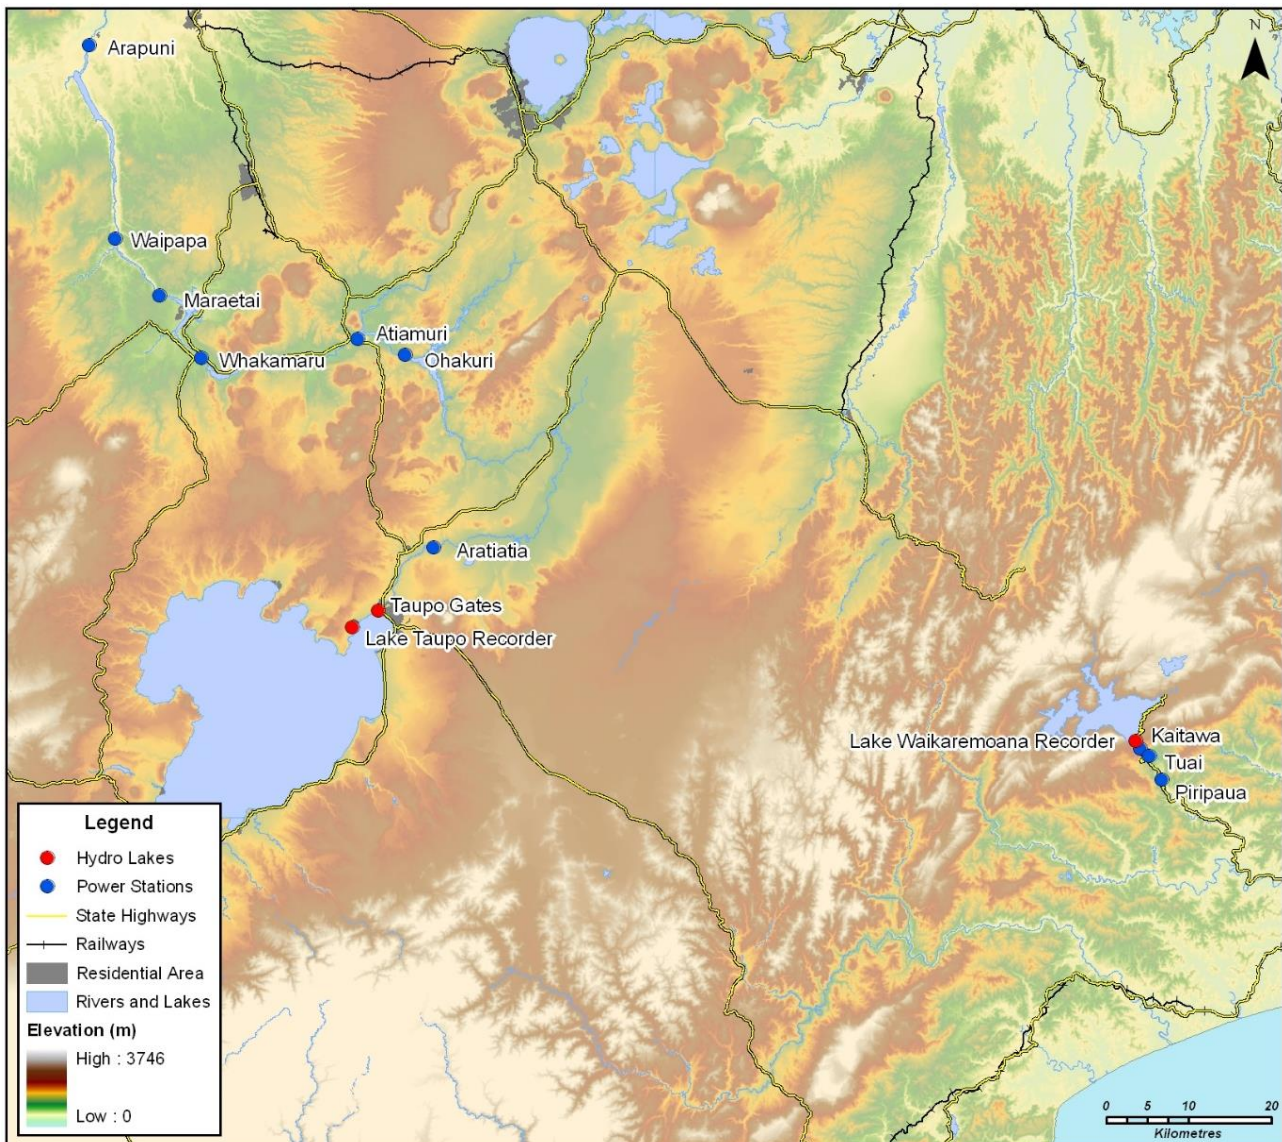 N
Arapuni
Waipapa
Maraetai
Atiamuri
Whakamaru
Ohakuri
Aratiatia
Taupo Gates
Lake Taupo Recorder
Lake Waikaremoana Recorder
Kaitawa
Tuai
Piripaua
Legend
Hydro Lakes
Power Stations
State Highways
Railways
Residential Area
Rivers and Lakes
Elevation (m)
High : 3746
Low : 0
0 5 10 20
Kilometres